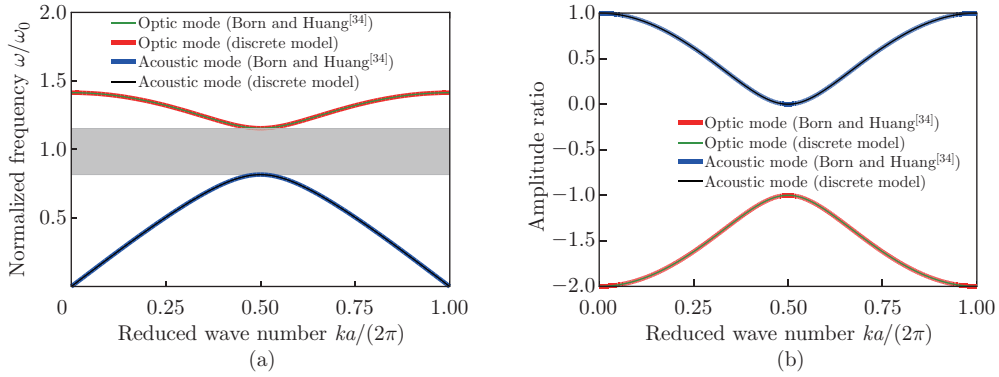 2.0
1.5
1.0
0.5
Normalized frequency ω/ω₀
Optic mode (Born and Huang[34])
Optic mode (discrete model)
Acoustic mode (Born and Huang[34])
Acoustic mode (discrete model)
0 0.25 0.50 0.75 1.00
Reduced wave number ka/(2π)
(a)
1.0
0.5
0.0
−0.5
−1.0
−1.5
−2.0
Amplitude ratio
Optic mode (Born and Huang[34])
Optic mode (discrete model)
Acoustic mode (Born and Huang[34])
Acoustic mode (discrete model)
0.00 0.25 0.50 0.75 1.00
Reduced wave number ka/(2π)
(b)